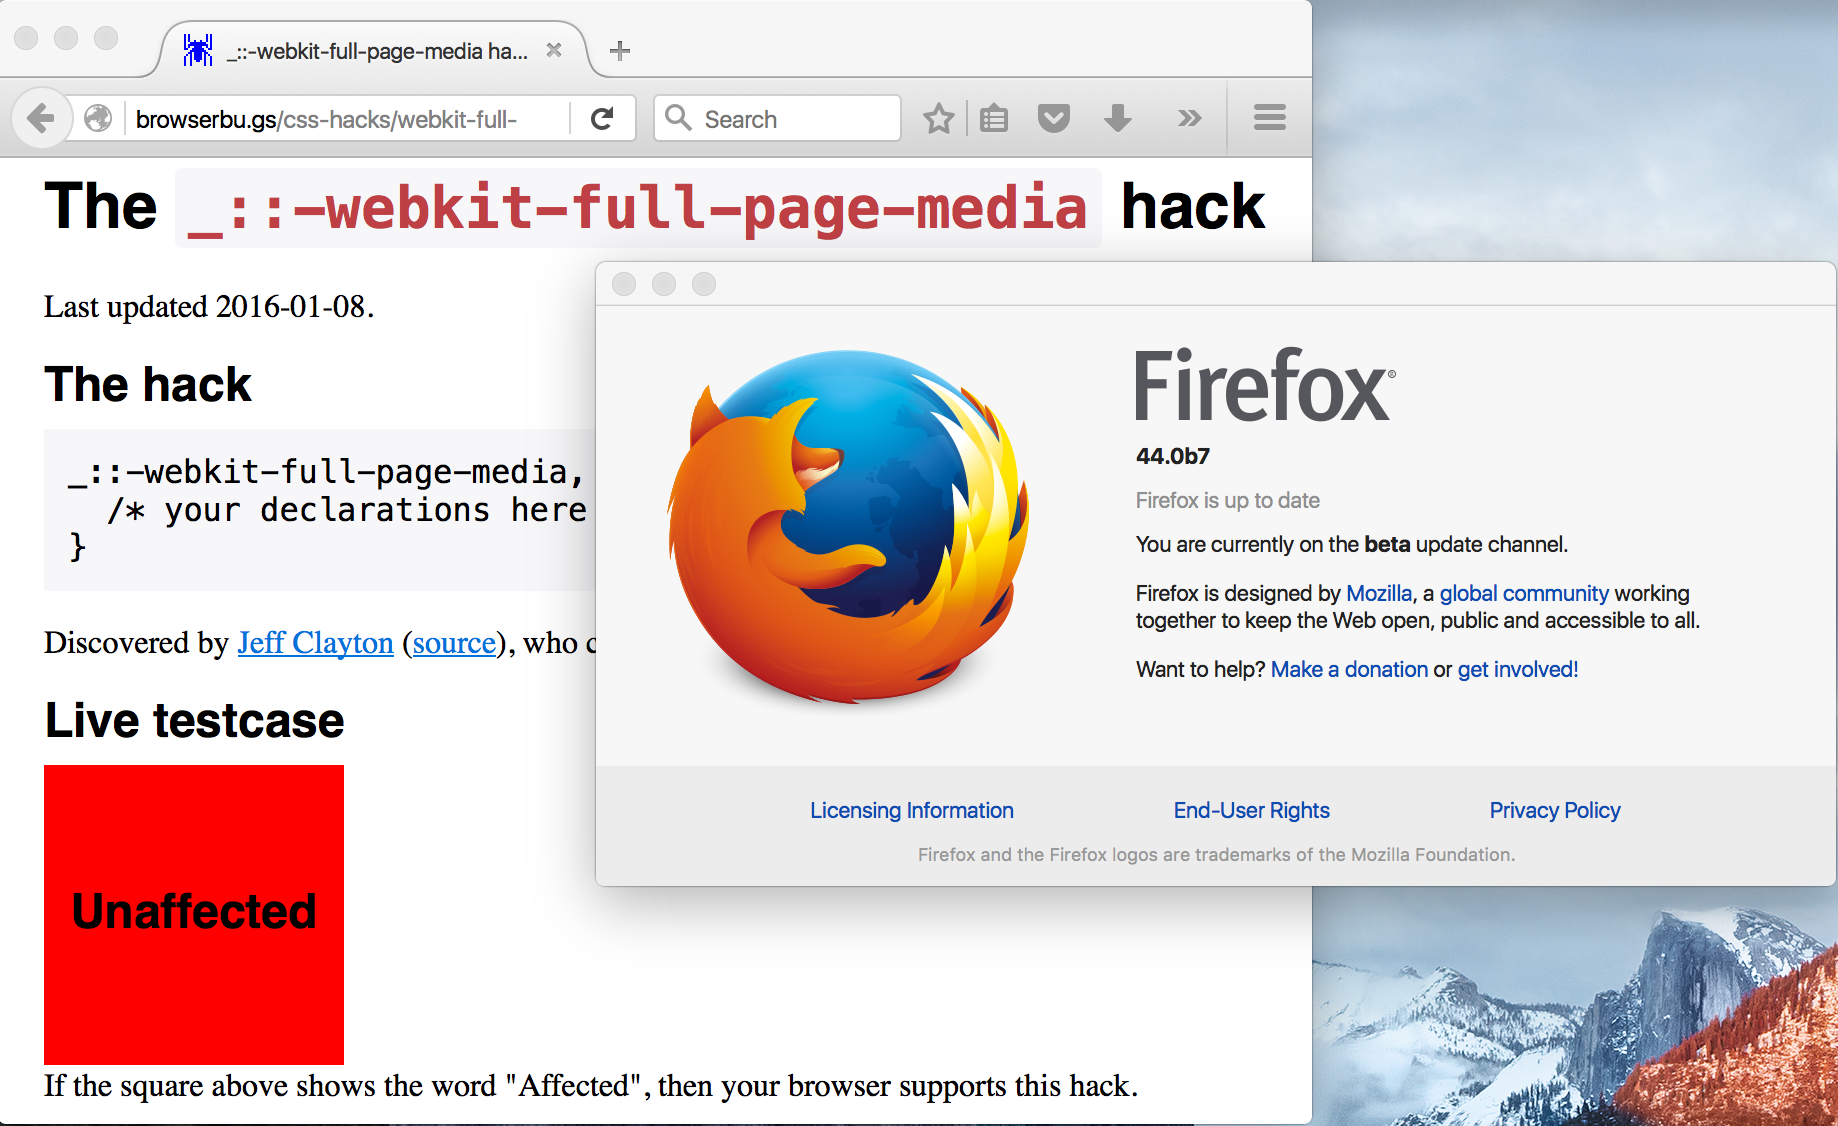 _::-webkit-full-page-media ha...
browserbu.gs/css-hacks/webkit-full-
Search
The _::-webkit-full-page-media hack
Last updated 2016-01-08.
The hack
_::-webkit-full-page-media,
/* your declarations here
}
Discovered by Jeff Clayton (source), who c
Live testcase
Unaffected
If the square above shows the word "Affected", then your browser supports this hack.
Firefox®
44.0b7
Firefox is up to date
You are currently on the beta update channel.
Firefox is designed by Mozilla, a global community working
together to keep the Web open, public and accessible to all.
Want to help? Make a donation or get involved!
Licensing Information
End-User Rights
Privacy Policy
Firefox and the Firefox logos are trademarks of the Mozilla Foundation.